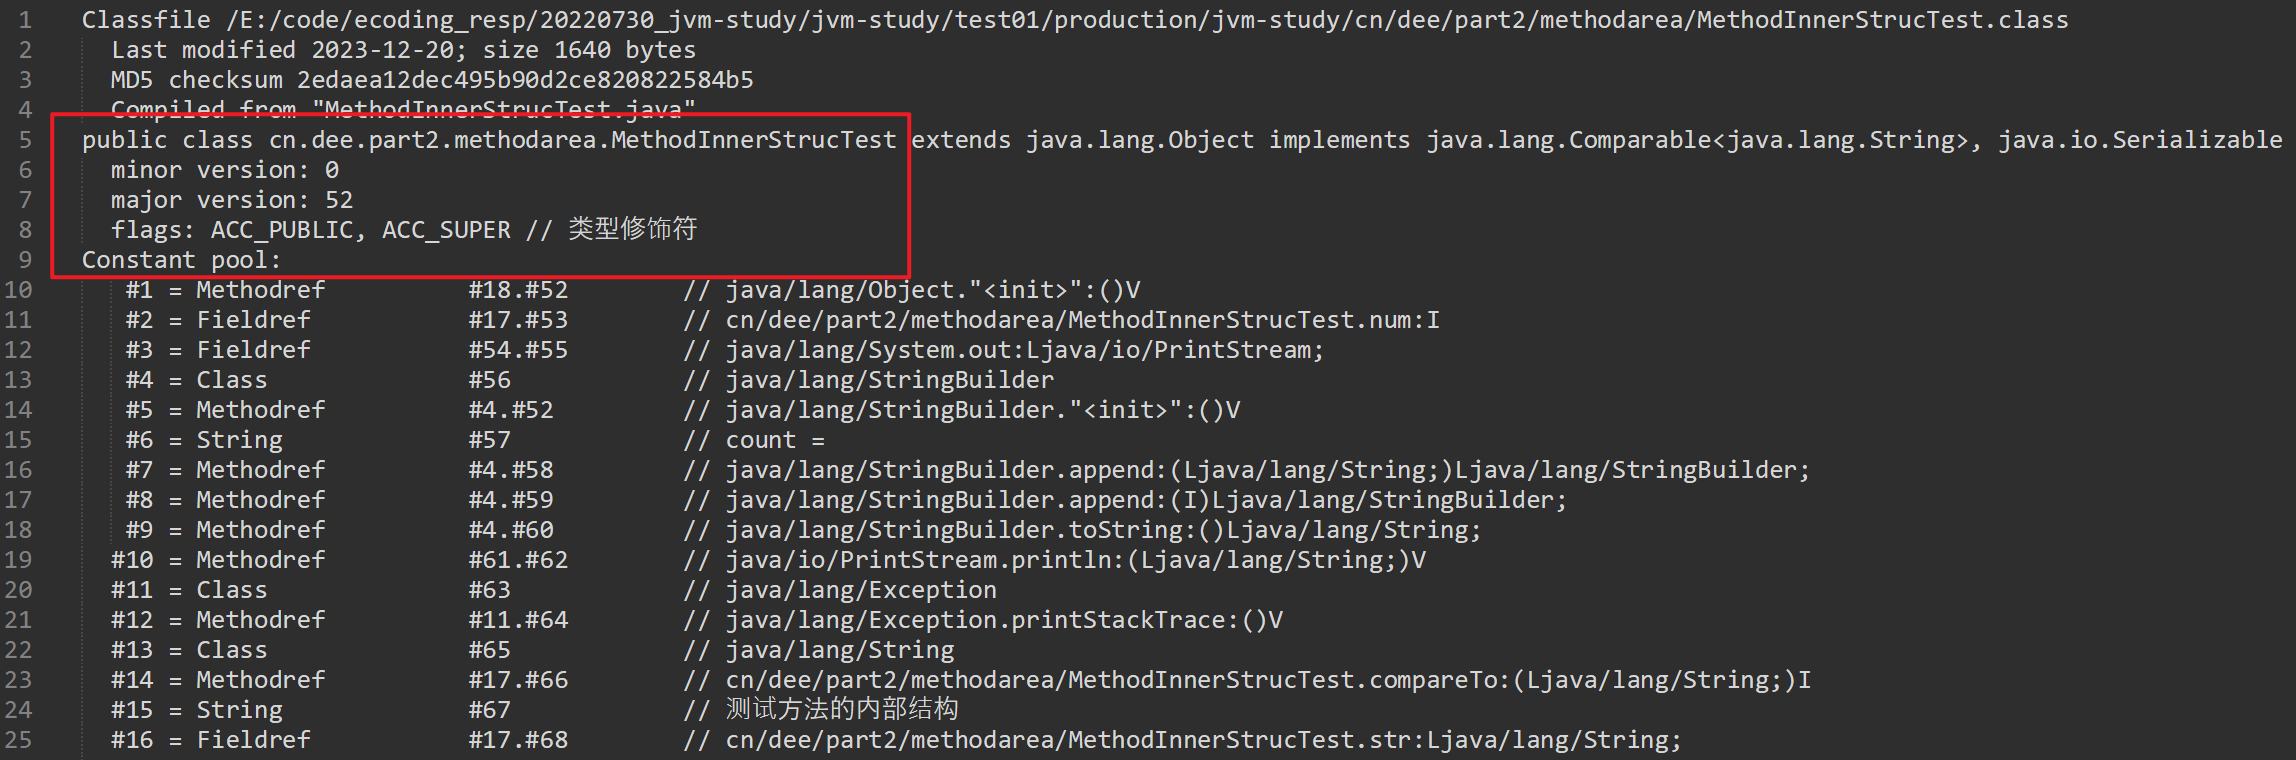 1 Classfile /E:/code/ecoding_resp/20220730_jvm-study/jvm-study/test01/production/jvm-study/cn/dee/part2/methodarea/MethodInnerStrucTest.class
2 Last modified 2023-12-20; size 1640 bytes
3 MD5 checksum 2edaea12dec495b90d2ce820822584b5
4 Compiled from "MethodInnerStrucTest.java"
5 public class cn.dee.part2.methodarea.MethodInnerStrucTest extends java.lang.Object implements java.lang.Comparable<java.lang.String>, java.io.Serializable
6 minor version: 0
7 major version: 52
8 flags: ACC_PUBLIC, ACC_SUPER // 类型修饰符
9 Constant pool:
10 #1 = Methodref #18.#52 // java/lang/Object."<init>":()V
11 #2 = Fieldref #17.#53 // cn/dee/part2/methodarea/MethodInnerStrucTest.num:I
12 #3 = Fieldref #54.#55 // java/lang/System.out:Ljava/io/PrintStream;
13 #4 = Class #56 // java/lang/StringBuilder
14 #5 = Methodref #4.#52 // java/lang/StringBuilder."<init>":()V
15 #6 = String #57 // count =
16 #7 = Methodref #4.#58 // java/lang/StringBuilder.append:(Ljava/lang/String;)Ljava/lang/StringBuilder;
17 #8 = Methodref #4.#59 // java/lang/StringBuilder.append:(I)Ljava/lang/StringBuilder;
18 #9 = Methodref #4.#60 // java/lang/StringBuilder.toString:()Ljava/lang/String;
19 #10 = Methodref #61.#62 // java/io/PrintStream.println:(Ljava/lang/String;)V
20 #11 = Class #63 // java/lang/Exception
21 #12 = Methodref #11.#64 // java/lang/Exception.printStackTrace:()V
22 #13 = Class #65 // java/lang/String
23 #14 = Methodref #17.#66 // cn/dee/part2/methodarea/MethodInnerStrucTest.compareTo:(Ljava/lang/String;)I
24 #15 = String #67 // 测试方法的内部结构
25 #16 = Fieldref #17.#68 // cn/dee/part2/methodarea/MethodInnerStrucTest.str:Ljava/lang/String;